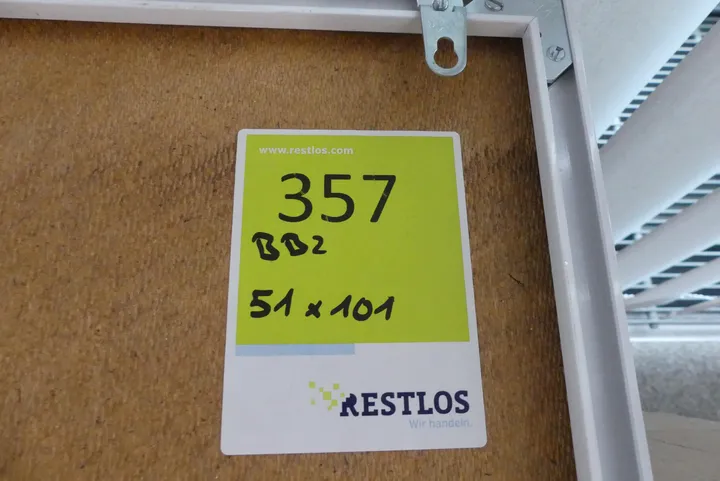 www.restlos.com
357
BB2
51 x 101
RESTLOS
Wir handeln.